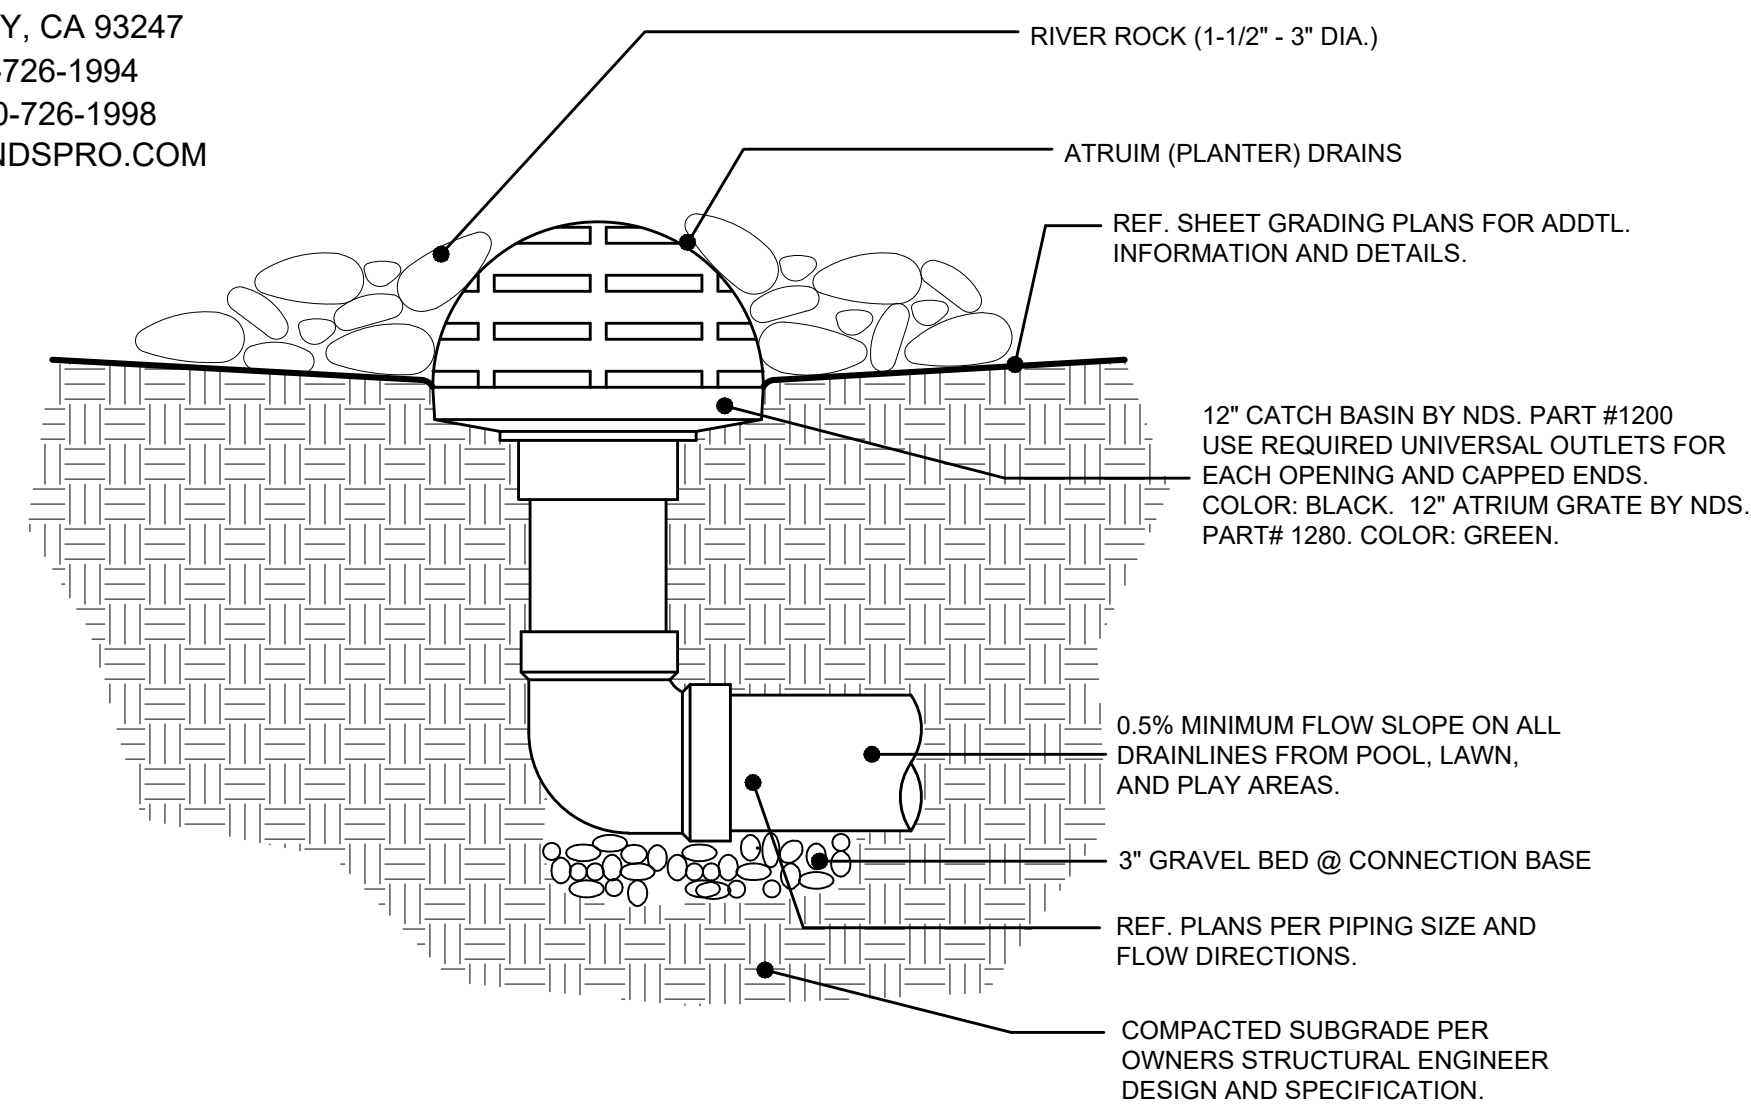 Y, CA 93247
-726-1994
0-726-1998
NDSPRO.COM
RIVER ROCK (1-1/2" - 3" DIA.)
ATRUIM (PLANTER) DRAINS
REF. SHEET GRADING PLANS FOR ADDTL.
INFORMATION AND DETAILS.
12" CATCH BASIN BY NDS. PART #1200
USE REQUIRED UNIVERSAL OUTLETS FOR
EACH OPENING AND CAPPED ENDS.
COLOR: BLACK.  12" ATRIUM GRATE BY NDS.
PART# 1280. COLOR: GREEN.
0.5% MINIMUM FLOW SLOPE ON ALL
DRAINLINES FROM POOL, LAWN,
AND PLAY AREAS.
3" GRAVEL BED @ CONNECTION BASE
REF. PLANS PER PIPING SIZE AND
FLOW DIRECTIONS.
COMPACTED SUBGRADE PER
OWNERS STRUCTURAL ENGINEER
DESIGN AND SPECIFICATION.